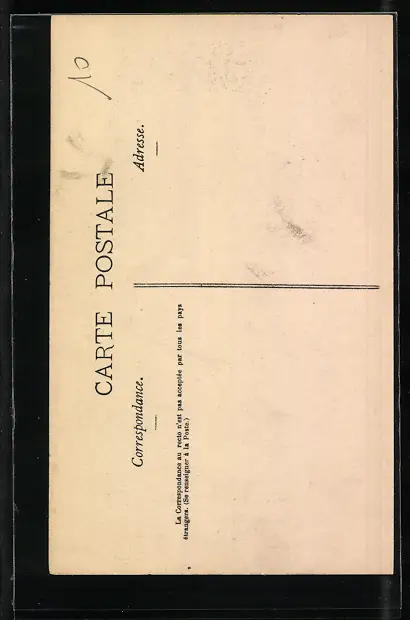 10
CARTE POSTALE
Correspondance.
Adresse.
La Correspondance au recto n'est pas acceptée par tous les pays
étrangers. (Se renseigner à la Poste.)